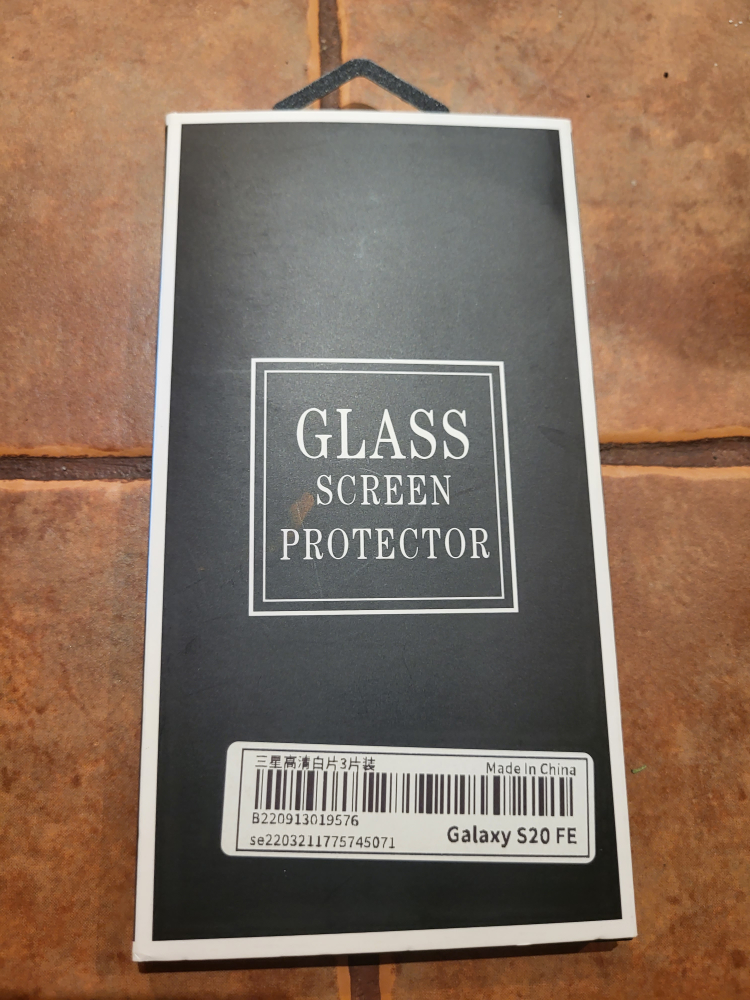 GLASS
SCREEN
PROTECTOR
三星高清白片3片装
Made In China
B220913019576
se2203211775745071
Galaxy S20 FE